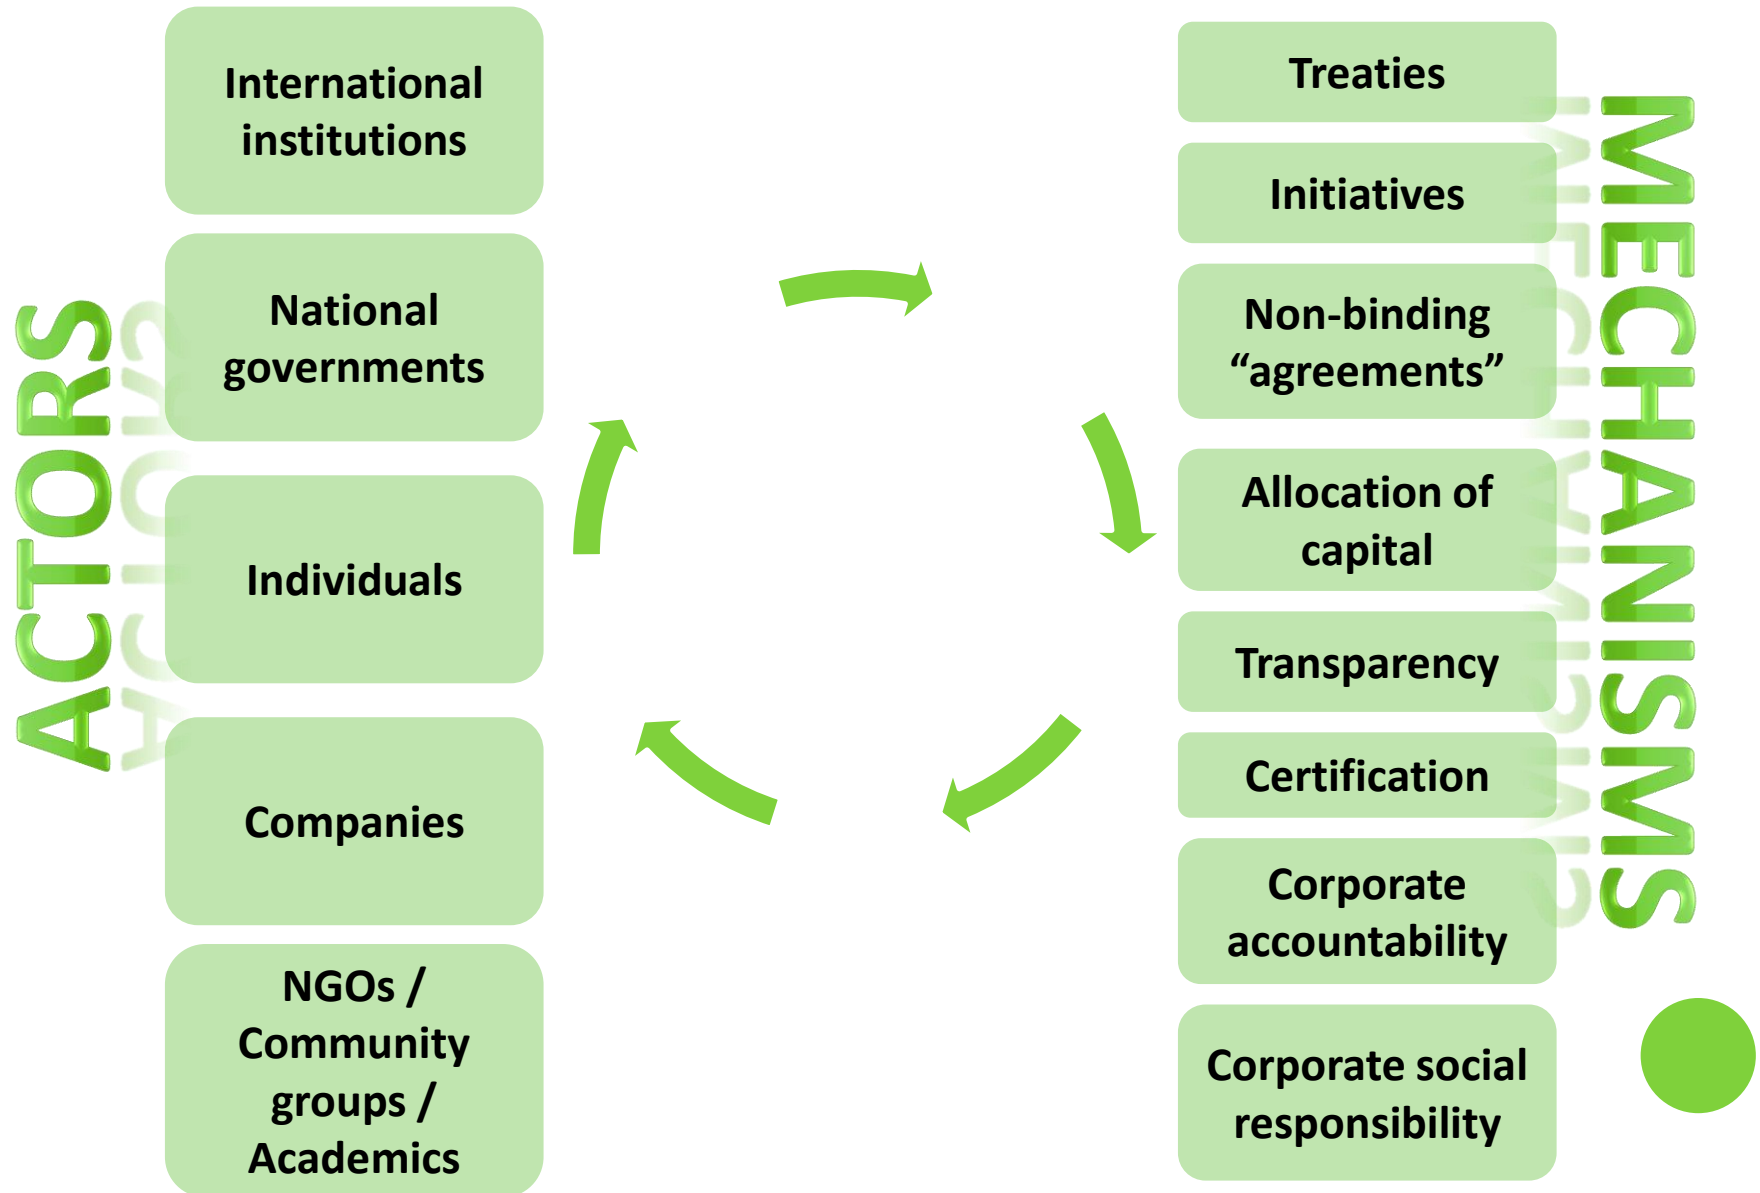 ACTORS
International
institutions
National
governments
Individuals
Companies
NGOs /
Community
groups /
Academics
MECHANISMS
Treaties
Initiatives
Non-binding
“agreements”
Allocation of
capital
Transparency
Certification
Corporate
accountability
Corporate social
responsibility